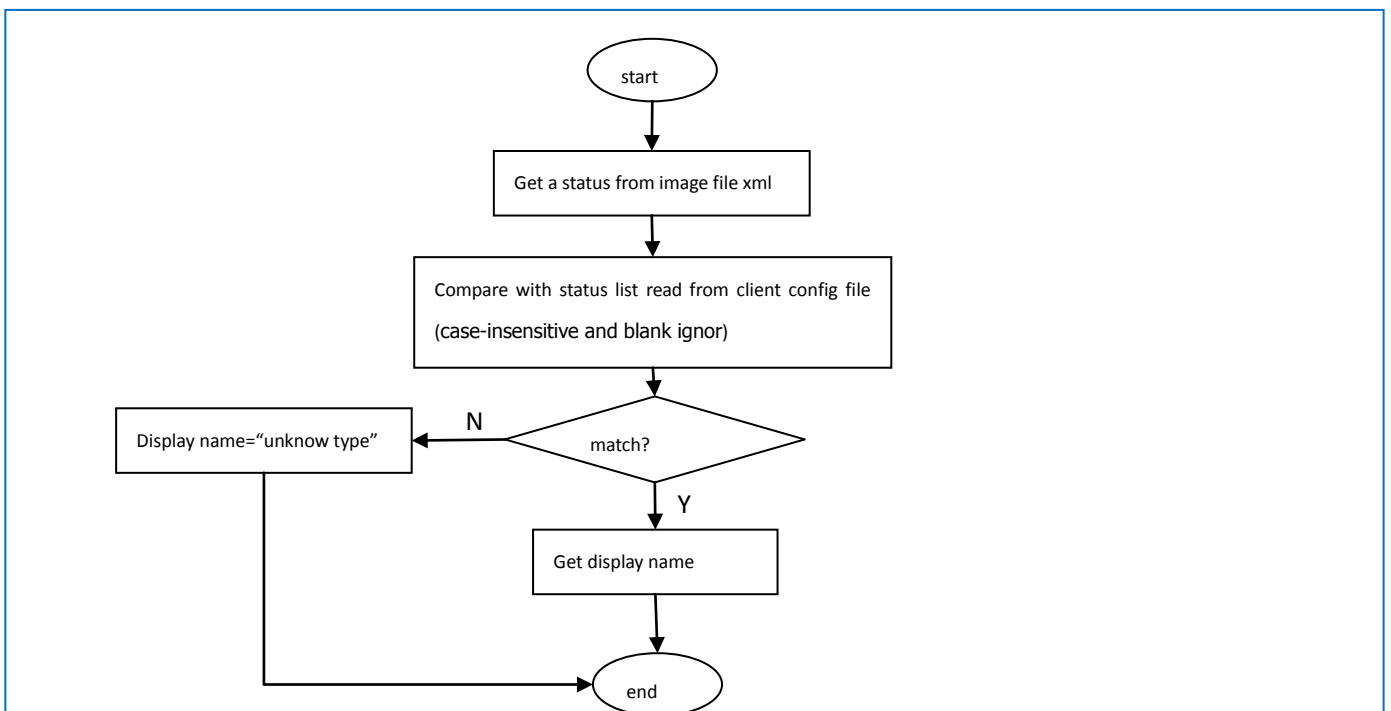 start
Get a status from image file xml
Compare with status list read from client config file
(case-insensitive and blank ignor)
N
Display name=“unknow type”
match?
Y
Get display name
end